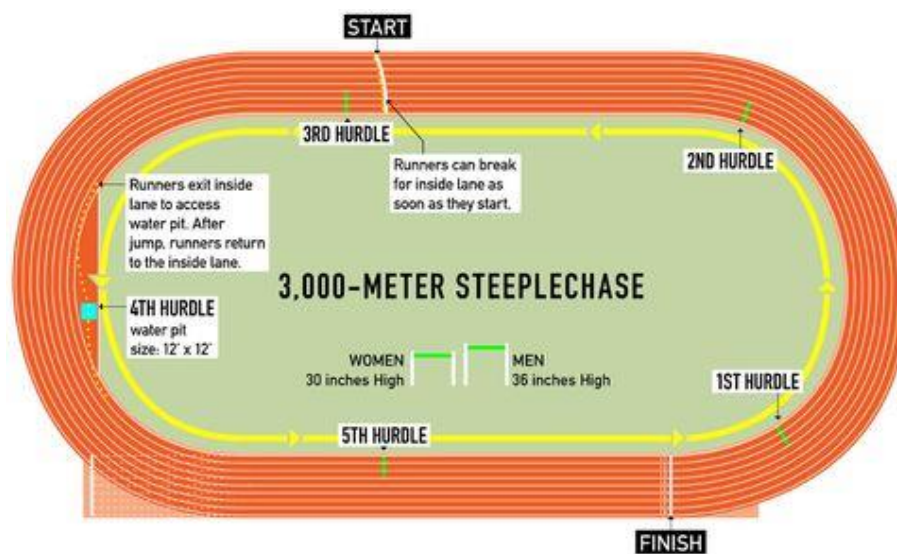 START
3RD HURDLE
Runners can break
for inside lane as
soon as they start.
2ND HURDLE
Runners exit inside
lane to access
water pit. After
jump, runners return
to the inside lane.
3,000-METER STEEPLECHASE
4TH HURDLE
water pit
size: 12' x 12'
WOMEN
30 inches High
MEN
36 inches High
1ST HURDLE
5TH HURDLE
FINISH